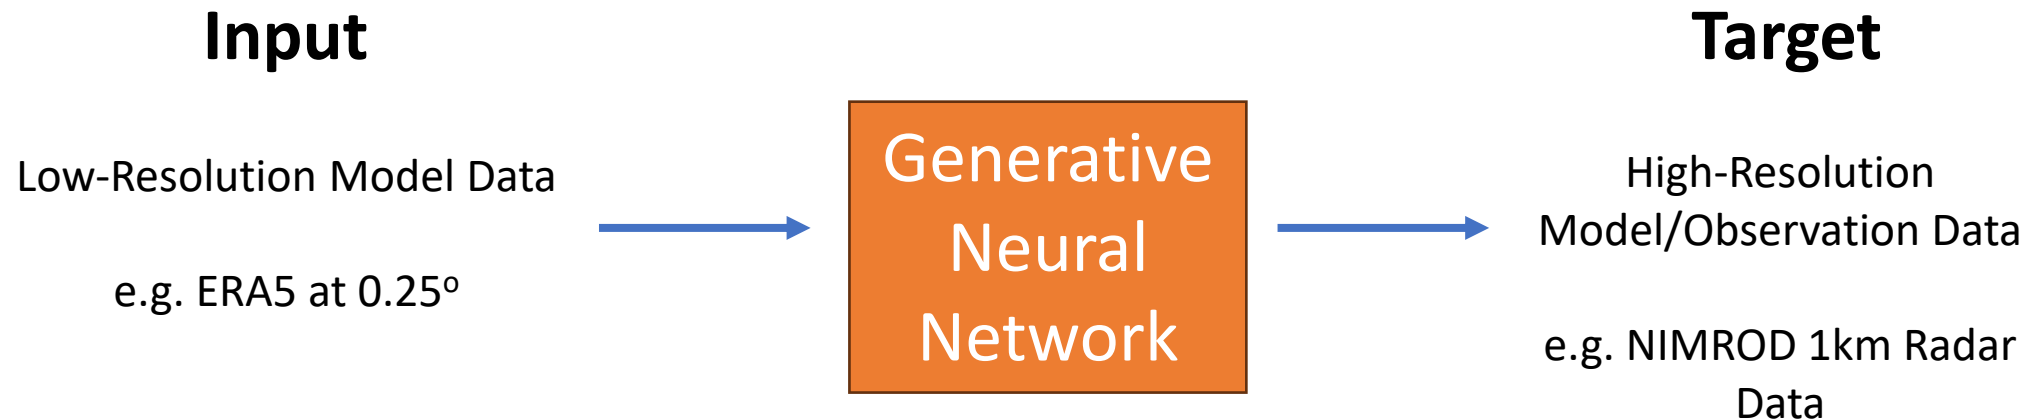 Input
Low-Resolution Model Data
e.g. ERA5 at 0.25º
Generative
Neural
Network
Target
High-Resolution
Model/Observation Data
e.g. NIMROD 1km Radar
Data